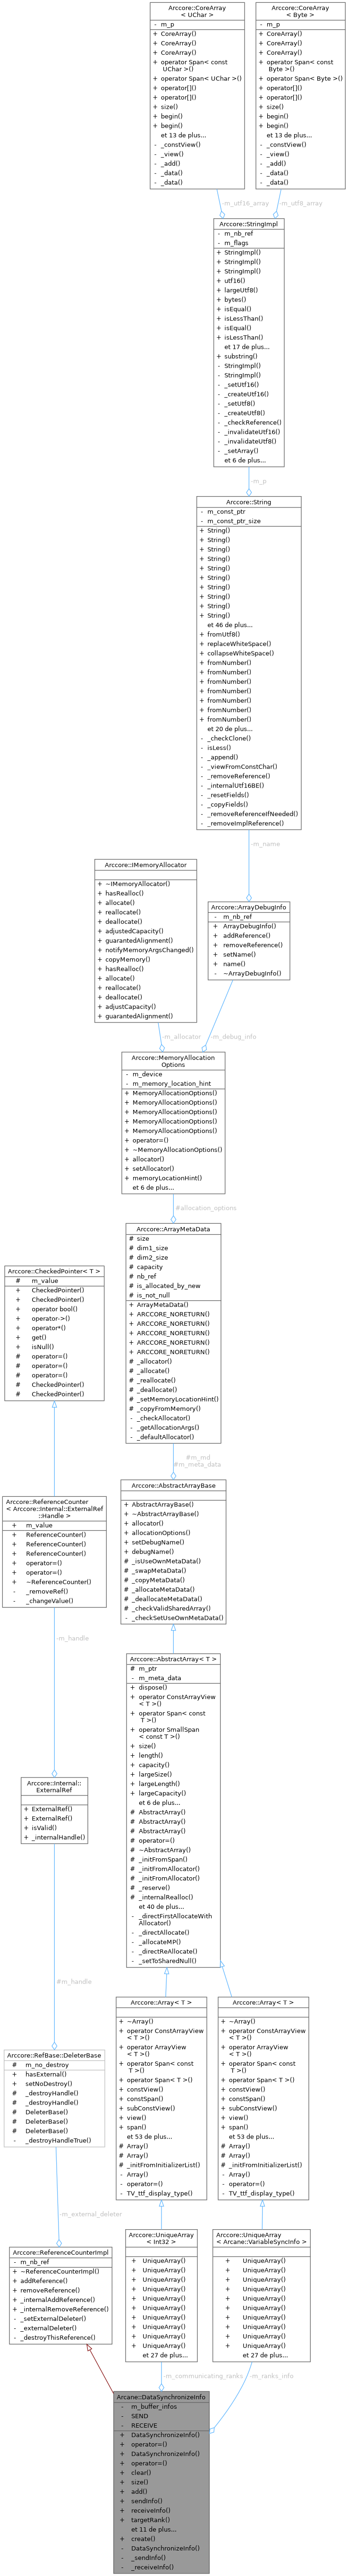 Arccore::CoreArray
< UChar >
- m_p
+ CoreArray()
+ CoreArray()
+ CoreArray()
+ operator Span< const
UChar >()
+ operator Span< UChar >()
+ operator[]()
+ operator[]()
+ size()
+ begin()
+ begin()
et 13 de plus...
- _constView()
- _view()
- _add()
- _data()
- _data()
Arccore::CoreArray
< Byte >
- m_p
+ CoreArray()
+ CoreArray()
+ CoreArray()
+ operator Span< const
Byte >()
+ operator Span< Byte >()
+ operator[]()
+ operator[]()
+ size()
+ begin()
+ begin()
et 13 de plus...
- _constView()
- _view()
- _add()
- _data()
- _data()
-m_utf16_array
-m_utf8_array
Arccore::StringImpl
- m_nb_ref
- m_flags
+ StringImpl()
+ StringImpl()
+ StringImpl()
+ utf16()
+ largeUtf8()
+ bytes()
+ isEqual()
+ isLessThan()
+ isEqual()
+ isLessThan()
et 17 de plus...
+ substring()
- StringImpl()
- StringImpl()
- _setUtf16()
- _createUtf16()
- _setUtf8()
- _createUtf8()
- _checkReference()
- _invalidateUtf16()
- _invalidateUtf8()
- _setArray()
et 6 de plus...
-m_p
Arccore::String
- m_const_ptr
- m_const_ptr_size
+ String()
+ String()
+ String()
+ String()
+ String()
+ String()
+ String()
+ String()
+ String()
+ String()
et 46 de plus...
+ fromUtf8()
+ replaceWhiteSpace()
+ collapseWhiteSpace()
+ fromNumber()
+ fromNumber()
+ fromNumber()
+ fromNumber()
+ fromNumber()
+ fromNumber()
+ fromNumber()
et 20 de plus...
- _checkClone()
- isLess()
- _append()
- _viewFromConstChar()
- _removeReference()
- _internalUtf16BE()
- _resetFields()
- _copyFields()
- _removeReferenceIfNeeded()
- _removeImplReference()
-m_name
Arccore::IMemoryAllocator
+ ~IMemoryAllocator()
+ hasRealloc()
+ allocate()
+ reallocate()
+ deallocate()
+ adjustedCapacity()
+ guarantedAlignment()
+ notifyMemoryArgsChanged()
+ copyMemory()
+ hasRealloc()
+ allocate()
+ reallocate()
+ deallocate()
+ adjustCapacity()
+ guarantedAlignment()
Arccore::ArrayDebugInfo
- m_nb_ref
+ ArrayDebugInfo()
+ addReference()
+ removeReference()
+ setName()
+ name()
- ~ArrayDebugInfo()
-m_allocator
-m_debug_info
Arccore::MemoryAllocation
Options
- m_device
- m_memory_location_hint
+ MemoryAllocationOptions()
+ MemoryAllocationOptions()
+ MemoryAllocationOptions()
+ MemoryAllocationOptions()
+ MemoryAllocationOptions()
+ operator=()
+ ~MemoryAllocationOptions()
+ allocator()
+ setAllocator()
+ memoryLocationHint()
et 6 de plus...
#allocation_options
Arccore::ArrayMetaData
# size
# dim1_size
# dim2_size
# capacity
# nb_ref
# is_allocated_by_new
# is_not_null
+ ArrayMetaData()
+ ARCCORE_NORETURN()
+ ARCCORE_NORETURN()
+ ARCCORE_NORETURN()
+ ARCCORE_NORETURN()
+ ARCCORE_NORETURN()
# _allocator()
# _allocate()
# _reallocate()
# _deallocate()
# _setMemoryLocationHint()
# _copyFromMemory()
- _checkAllocator()
- _getAllocationArgs()
- _defaultAllocator()
#m_md
#m_meta_data
Arccore::CheckedPointer< T >
# m_value
+ CheckedPointer()
+ CheckedPointer()
+ operator bool()
+ operator->()
+ operator*()
+ get()
+ isNull()
# operator=()
# operator=()
# operator=()
# CheckedPointer()
# CheckedPointer()
Arccore::AbstractArrayBase
+ AbstractArrayBase()
+ ~AbstractArrayBase()
+ allocator()
+ allocationOptions()
+ setDebugName()
+ debugName()
# _isUseOwnMetaData()
# _swapMetaData()
# _copyMetaData()
# _allocateMetaData()
# _deallocateMetaData()
# _checkValidSharedArray()
- _checkSetUseOwnMetaData()
Arccore::ReferenceCounter
< Arccore::Internal::ExternalRef
::Handle >
+ m_value
+ ReferenceCounter()
+ ReferenceCounter()
+ ReferenceCounter()
+ operator=()
+ operator=()
+ ~ReferenceCounter()
- _removeRef()
- _changeValue()
-m_handle
Arccore::AbstractArray< T >
# m_ptr
- m_meta_data
+ dispose()
+ operator ConstArrayView
< T >()
+ operator Span< const
T >()
+ operator SmallSpan
< const T >()
+ size()
+ length()
+ capacity()
+ largeSize()
+ largeLength()
+ largeCapacity()
et 6 de plus...
# AbstractArray()
# AbstractArray()
# AbstractArray()
# operator=()
# ~AbstractArray()
# _initFromSpan()
# _initFromAllocator()
# _initFromAllocator()
# _reserve()
# _internalRealloc()
et 40 de plus...
- _directFirstAllocateWith
Allocator()
- _directAllocate()
- _allocateMP()
- _directReAllocate()
- _setToSharedNull()
Arccore::Internal::
ExternalRef
+ ExternalRef()
+ ExternalRef()
+ isValid()
+ _internalHandle()
#m_handle
Arccore::Array< T >
+ ~Array()
+ operator ConstArrayView
< T >()
+ operator ArrayView
< T >()
+ operator Span< const
T >()
+ operator Span< T >()
+ constView()
+ constSpan()
+ subConstView()
+ view()
+ span()
et 53 de plus...
# Array()
# Array()
# _initFromInitializerList()
- Array()
- operator=()
- TV_ttf_display_type()
Arccore::Array< T >
+ ~Array()
+ operator ConstArrayView
< T >()
+ operator ArrayView
< T >()
+ operator Span< const
T >()
+ operator Span< T >()
+ constView()
+ constSpan()
+ subConstView()
+ view()
+ span()
et 53 de plus...
# Array()
# Array()
# _initFromInitializerList()
- Array()
- operator=()
- TV_ttf_display_type()
Arccore::RefBase::DeleterBase
# m_no_destroy
+ hasExternal()
+ setNoDestroy()
# _destroyHandle()
# _destroyHandle()
# DeleterBase()
# DeleterBase()
# DeleterBase()
- _destroyHandleTrue()
-m_external_deleter
Arccore::ReferenceCounterImpl
- m_nb_ref
+ ~ReferenceCounterImpl()
+ addReference()
+ removeReference()
+ _internalAddReference()
+ _internalRemoveReference()
- _setExternalDeleter()
- _externalDeleter()
- _destroyThisReference()
Arccore::UniqueArray
< Int32 >
+ UniqueArray()
+ UniqueArray()
+ UniqueArray()
+ UniqueArray()
+ UniqueArray()
+ UniqueArray()
+ UniqueArray()
+ UniqueArray()
+ UniqueArray()
+ UniqueArray()
et 27 de plus...
Arccore::UniqueArray
< Arcane::VariableSyncInfo >
+ UniqueArray()
+ UniqueArray()
+ UniqueArray()
+ UniqueArray()
+ UniqueArray()
+ UniqueArray()
+ UniqueArray()
+ UniqueArray()
+ UniqueArray()
+ UniqueArray()
et 27 de plus...
-m_communicating_ranks
-m_ranks_info
Arcane::DataSynchronizeInfo
- m_buffer_infos
- SEND
- RECEIVE
+ DataSynchronizeInfo()
+ operator=()
+ DataSynchronizeInfo()
+ operator=()
+ clear()
+ size()
+ add()
+ sendInfo()
+ receiveInfo()
+ targetRank()
et 11 de plus...
+ create()
- DataSynchronizeInfo()
- _sendInfo()
- _receiveInfo()